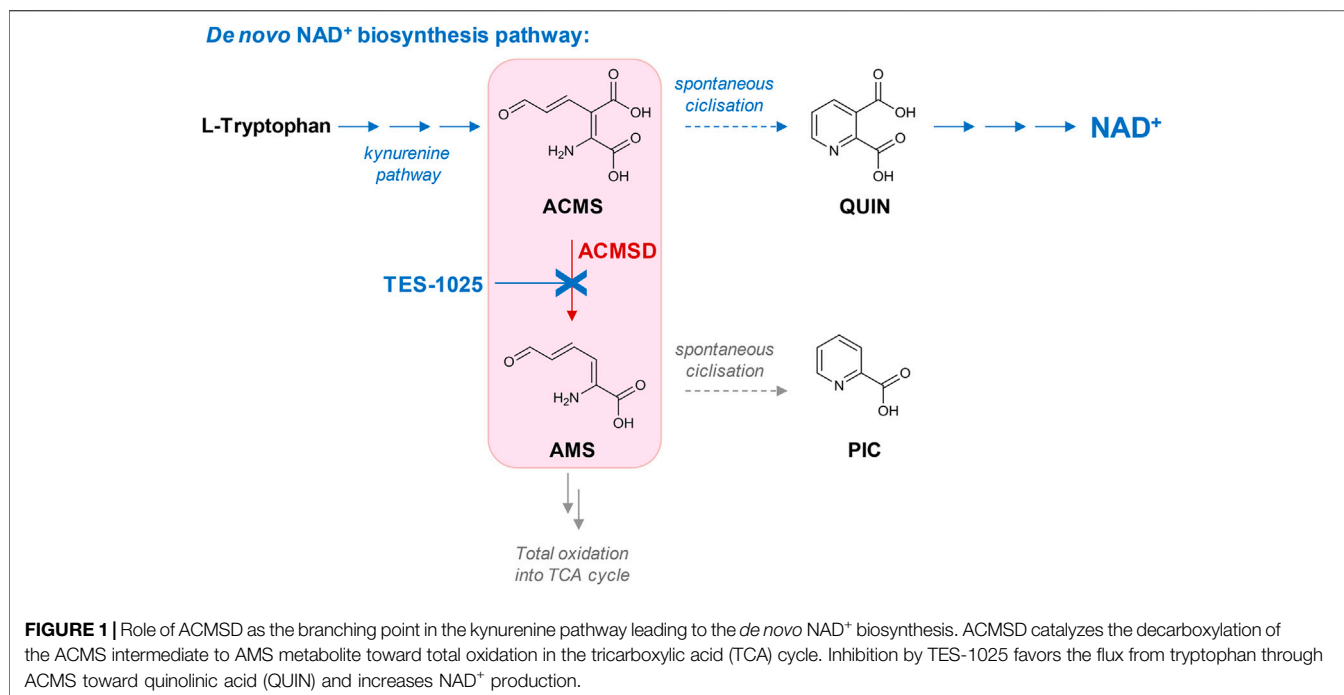 De novo NAD+ biosynthesis pathway:
L-Tryptophan
kynurenine
pathway
O
O
OH
H2N
O
OH
ACMS
spontaneous
ciclisation
O
OH
N
O
OH
QUIN
NAD+
ACMSD
TES-1025
O
H2N
O
OH
AMS
spontaneous
ciclisation
N
O
OH
PIC
Total oxidation
into TCA cycle
FIGURE 1 | Role of ACMSD as the branching point in the kynurenine pathway leading to the de novo NAD+ biosynthesis. ACMSD catalyzes the decarboxylation of
the ACMS intermediate to AMS metabolite toward total oxidation in the tricarboxylic acid (TCA) cycle. Inhibition by TES-1025 favors the flux from tryptophan through
ACMS toward quinolinic acid (QUIN) and increases NAD+ production.